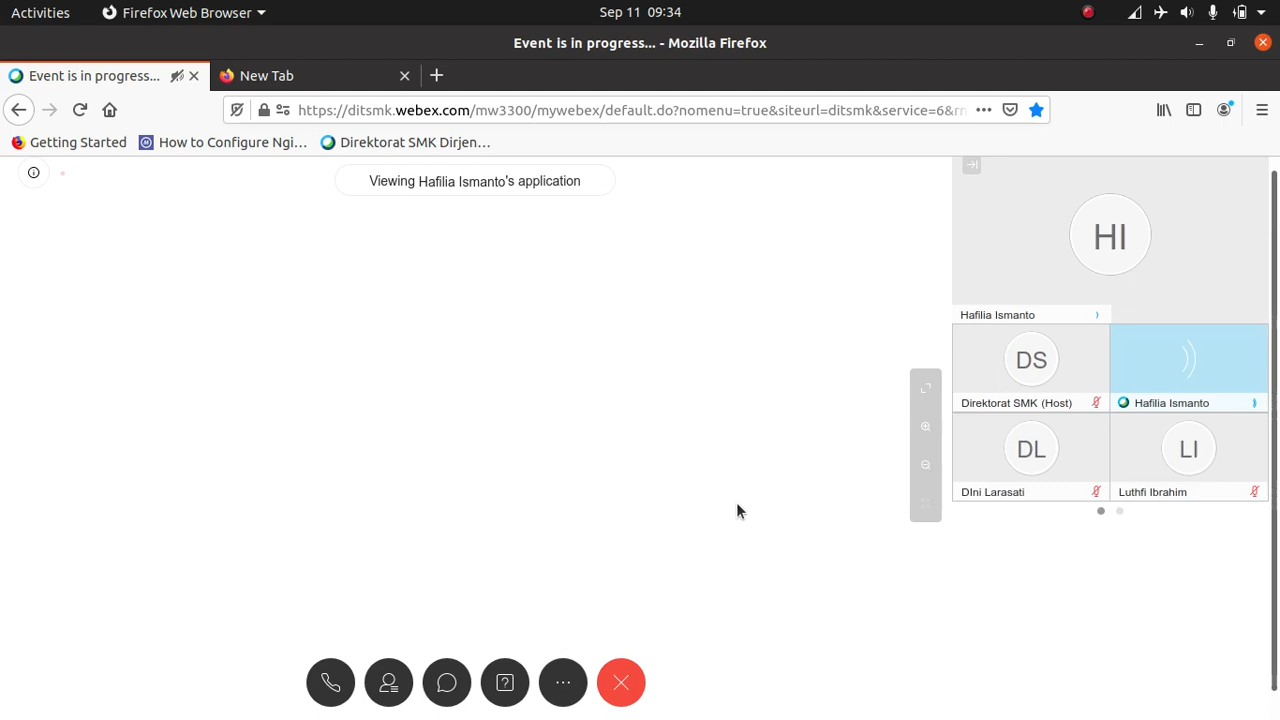 Activities
Firefox Web Browser
Sep 11 09:34
Event is in progress... - Mozilla Firefox
Event is in progress...
New Tab
https://ditsmk.webex.com/mw3300/mywebex/default.do?nomenu=true&siteurl=ditsmk&service=6&rn
Getting Started
How to Configure Ngi...
Direktorat SMK Dirjen...
Viewing Hafilia Ismanto's application
HI
Hafilia Ismanto
DS
Direktorat SMK (Host)
Hafilia Ismanto
DL
LI
DIni Larasati
Luthfi Ibrahim